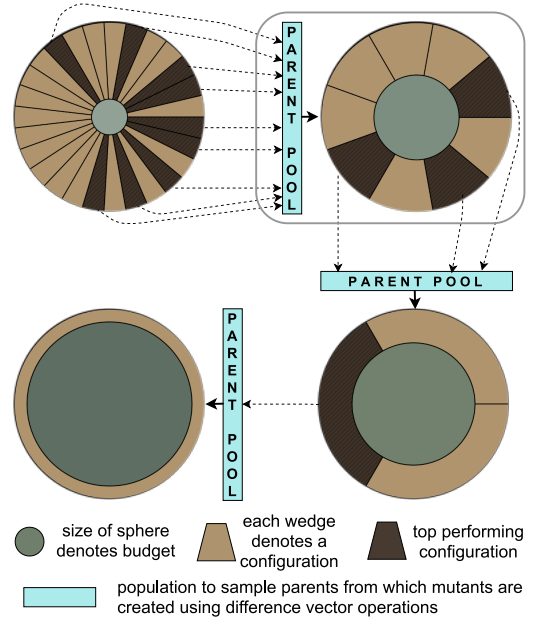 PARENT POOL
PARENT POOL
PARENT POOL
size of sphere
denotes budget
each wedge
denotes a
configuration
top performing
configuration
population to sample parents from which mutants are
created using difference vector operations